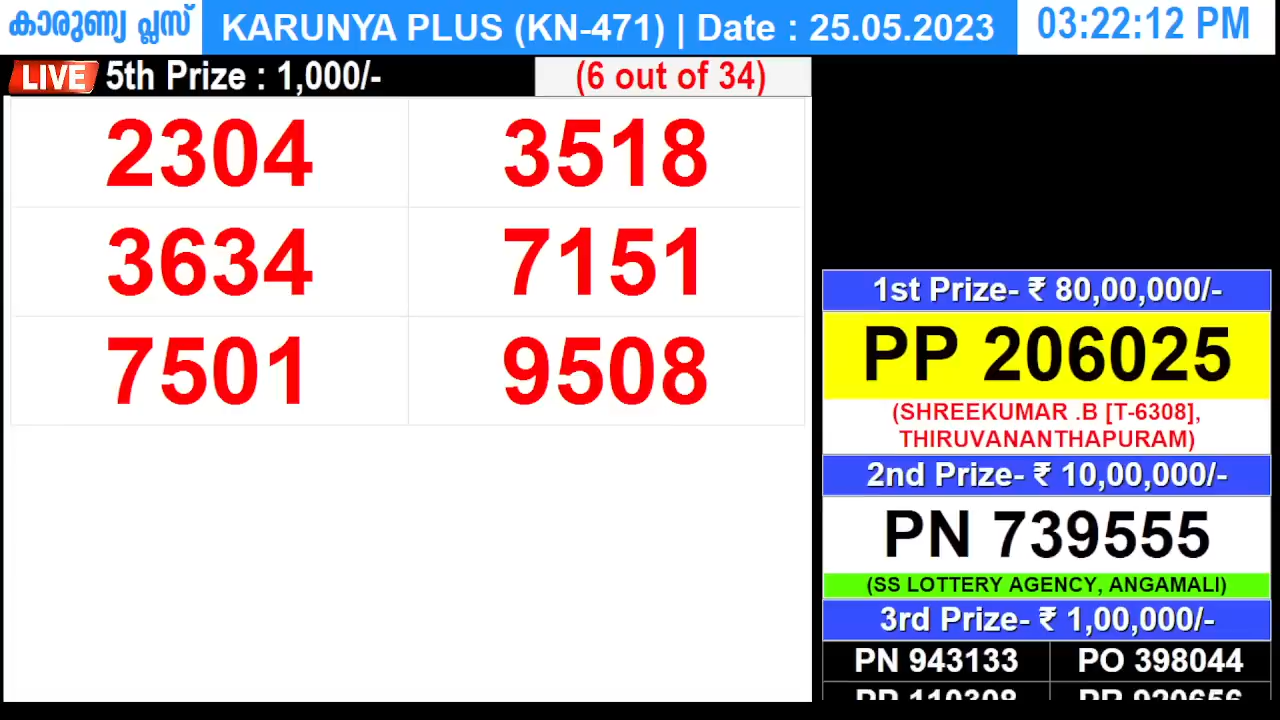 കാരുണ്യ പ്ലസ് KARUNYA PLUS (KN-471) | Date : 25.05.2023 03:22:12 PM
LIVE 5th Prize : 1,000/- (6 out of 34)
2304 3518
3634 7151
7501 9508
1st Prize- ₹ 80,00,000/-
PP 206025
(SHREEKUMAR .B [T-6308],
THIRUVANANTHAPURAM)
2nd Prize- ₹ 10,00,000/-
PN 739555
(SS LOTTERY AGENCY, ANGAMALI)
3rd Prize- ₹ 1,00,000/-
PN 943133 PO 398044